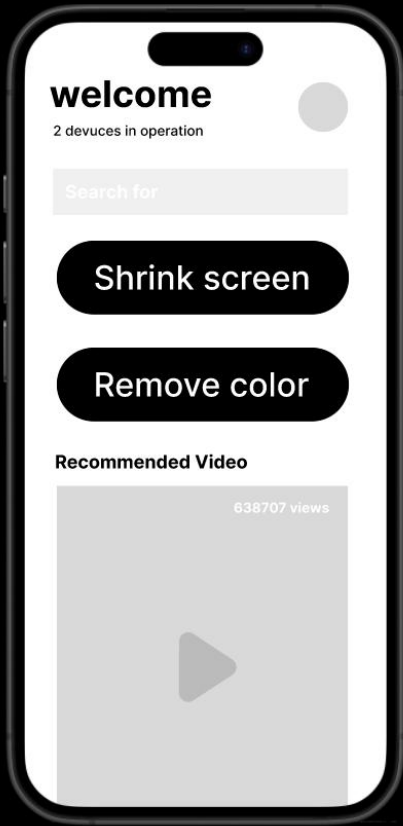 welcome
2 devuces in operation
Search for
Shrink screen
Remove color
Recommended Video
638707 views